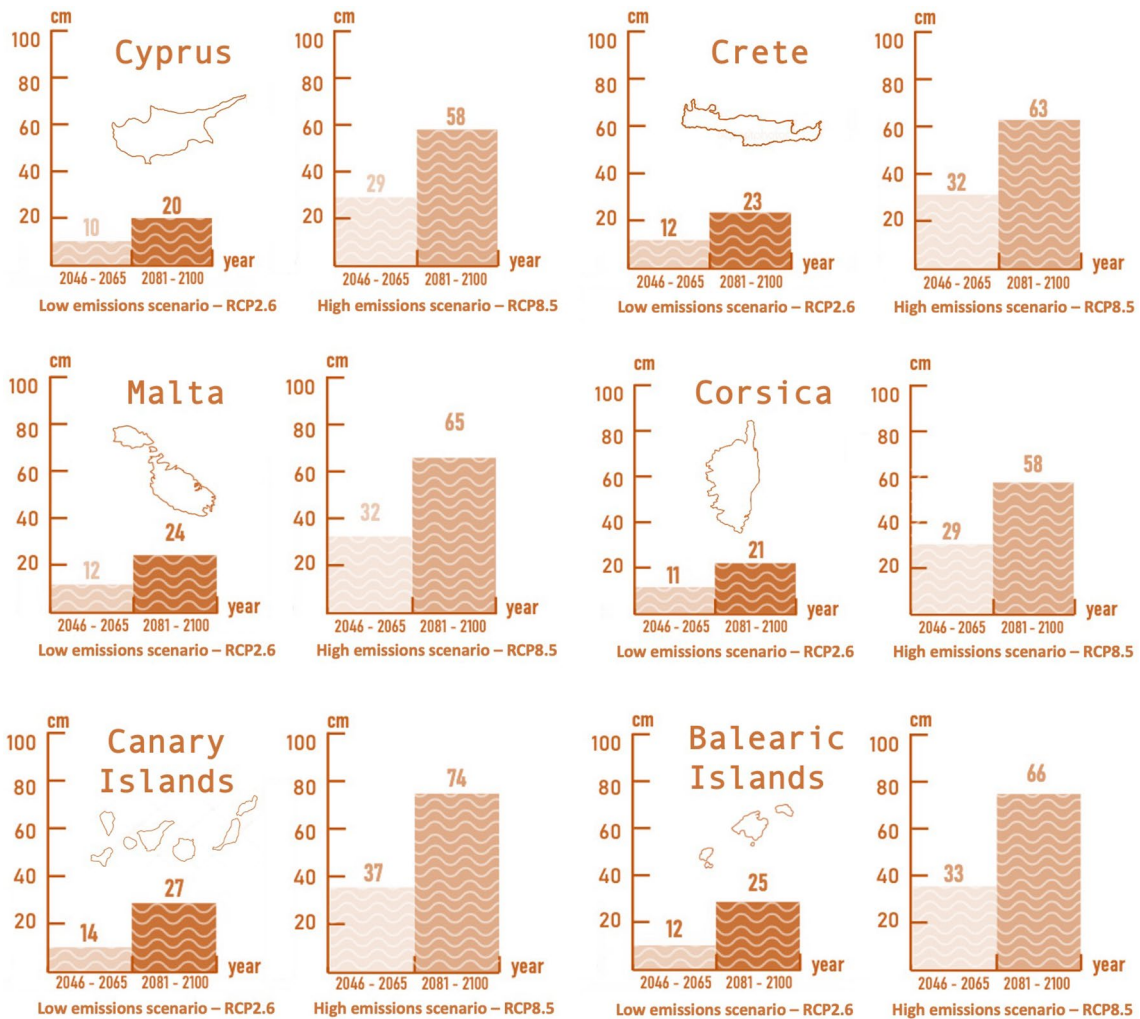 cm
100
80
60
40
20
Cyprus
10
20
2046 - 2065
2081 - 2100
year
Low emissions scenario – RCP2.6
cm
100
80
60
40
20
29
58
2046 - 2065
2081 - 2100
year
High emissions scenario – RCP8.5
cm
100
80
60
40
20
Crete
12
23
2046 - 2065
2081 - 2100
year
Low emissions scenario – RCP2.6
cm
100
80
60
40
20
32
63
2046 - 2065
2081 - 2100
year
High emissions scenario – RCP8.5
cm
100
80
60
40
20
Malta
12
24
2046 - 2065
2081 - 2100
year
Low emissions scenario – RCP2.6
cm
100
80
60
40
20
32
65
2046 - 2065
2081 - 2100
year
High emissions scenario – RCP8.5
cm
100
80
60
40
20
Corsica
11
21
2046 - 2065
2081 - 2100
year
Low emissions scenario – RCP2.6
cm
100
80
60
40
20
29
58
2046 - 2065
2081 - 2100
year
High emissions scenario – RCP8.5
cm
100
80
60
40
20
Canary
Islands
14
27
2046 - 2065
2081 - 2100
year
Low emissions scenario – RCP2.6
cm
100
80
60
40
20
37
74
2046 - 2065
2081 - 2100
year
High emissions scenario – RCP8.5
cm
100
80
60
40
20
Balearic
Islands
12
25
2046 - 2065
2081 - 2100
year
Low emissions scenario – RCP2.6
cm
100
80
60
40
20
33
66
2046 - 2065
2081 - 2100
year
High emissions scenario – RCP8.5